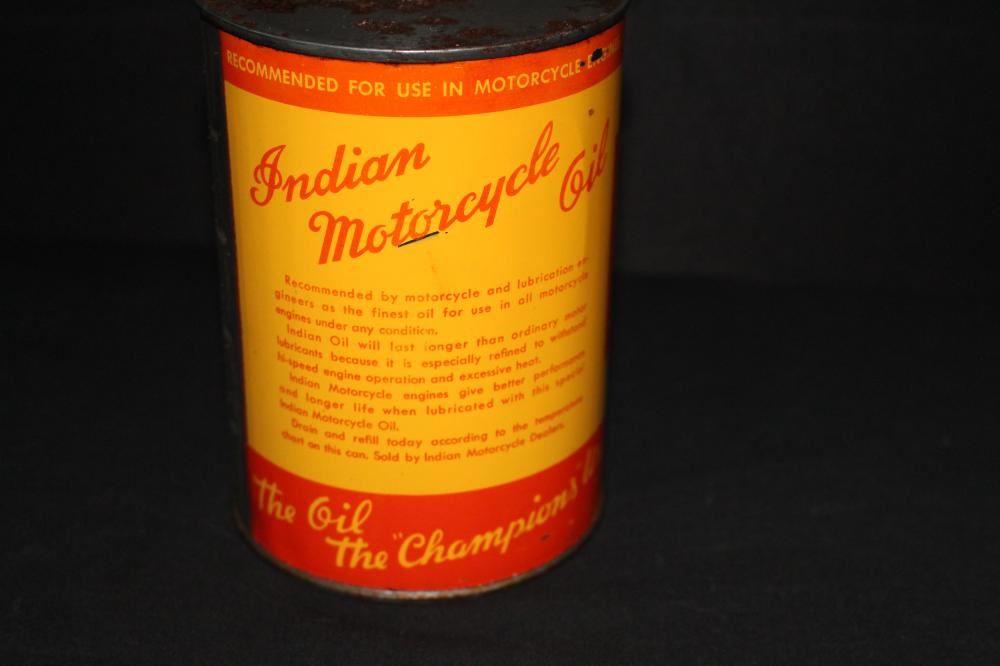 RECOMMENDED FOR USE IN MOTORCYCLE
Indian
Motorcycle
Oil
Recommended by motorcycle and lubrication en-
gineers as the finest oil for use in all motorcycle
engines under any condition.
Indian Oil will last longer than ordinary motor
lubricants because it is especially refined to withstand
hi-speed engine operation and excessive heat.
Indian Motorcycle engines give better performance
and longer life when lubricated with this special
Indian Motorcycle Oil.
Drain and refill today according to the temperature
chart on this can. Sold by Indian Motorcycle Dealers.
The Oil
The "Champions"